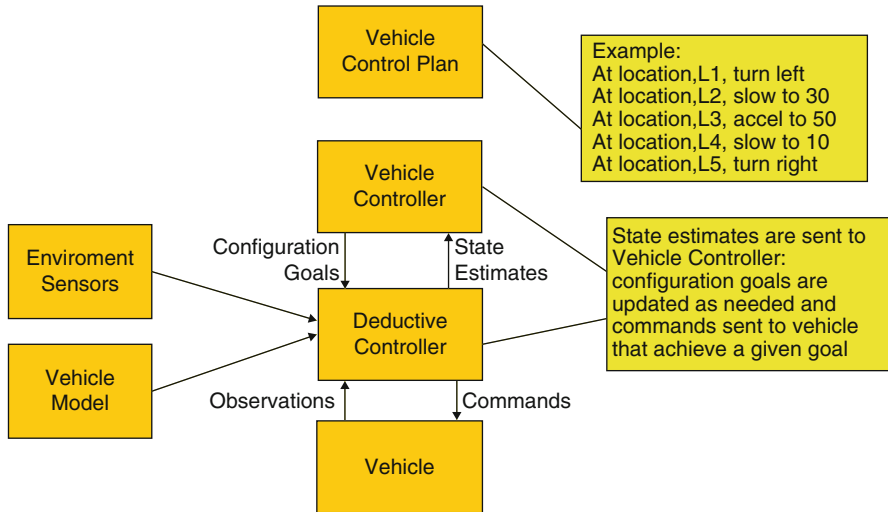 Vehicle
Control Plan
Example:
At location,L1, turn left
At location,L2, slow to 30
At location,L3, accel to 50
At location,L4, slow to 10
At location,L5, turn right
Vehicle
Controller
Configuration
Goals
State
Estimates
Enviroment
Sensors
State estimates are sent to
Vehicle Controller:
configuration goals are
updated as needed and
commands sent to vehicle
that achieve a given goal
Deductive
Controller
Vehicle
Model
Observations
Commands
Vehicle